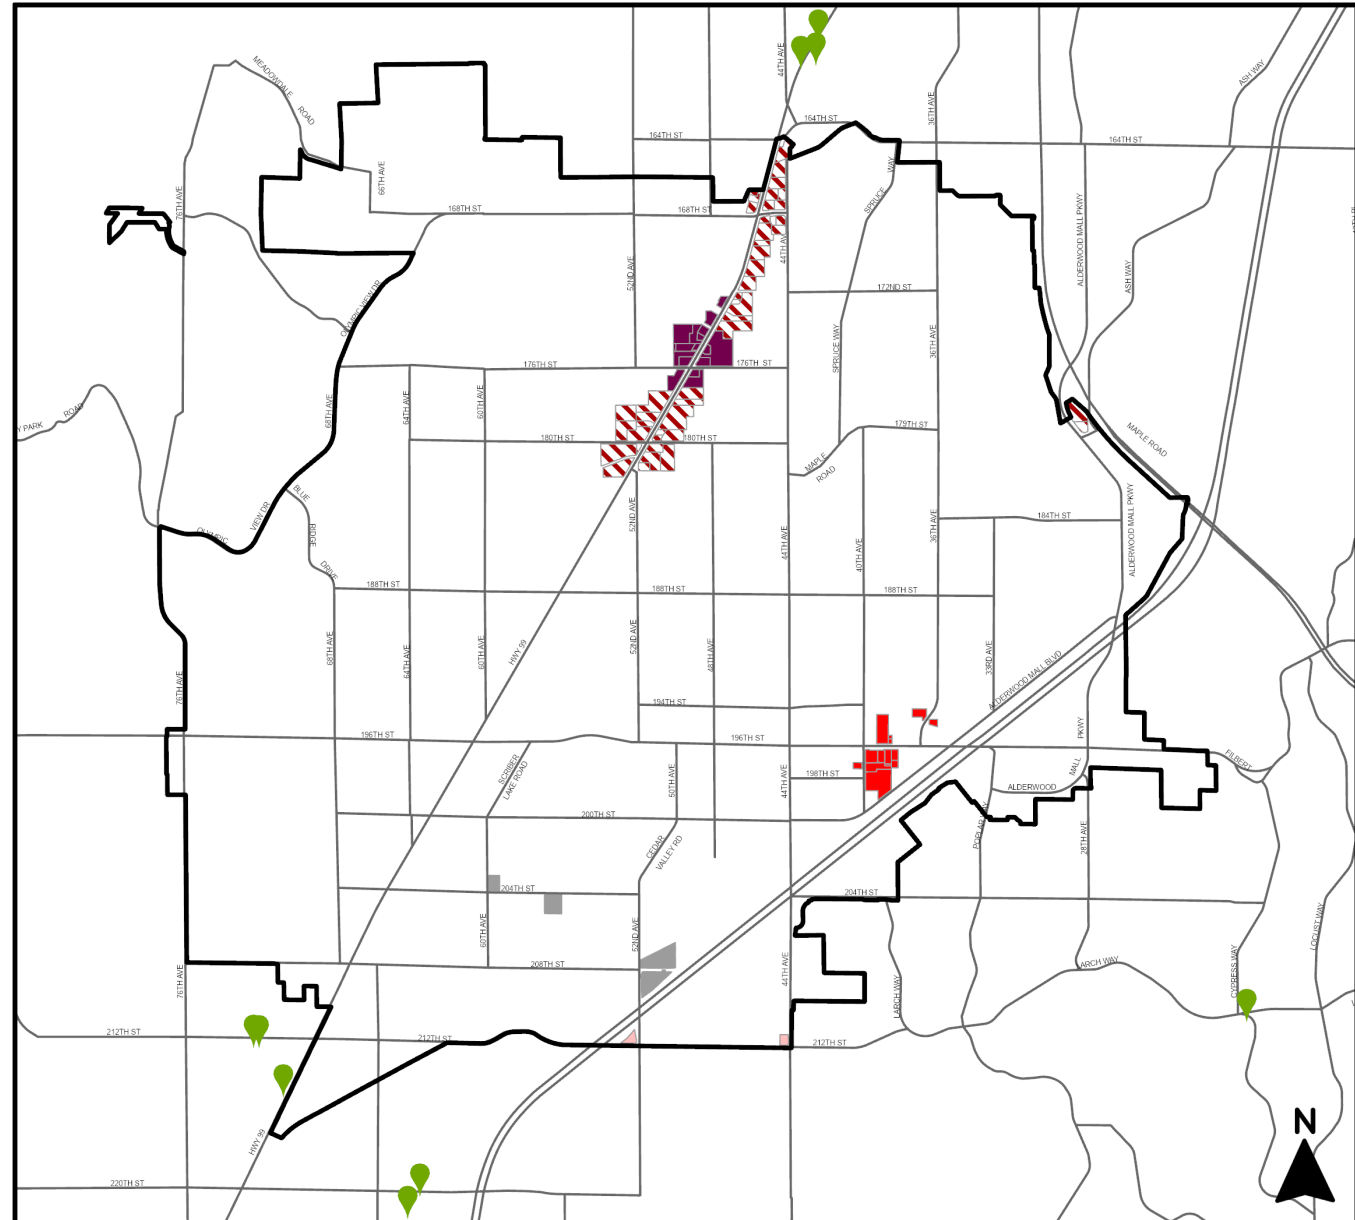 44TH AVE
MEADOWDALE
ROAD
ASH WAY
36TH AVE
164TH ST
164TH ST
164TH ST
66TH AVE
76TH AVE
SPRUCE
WAY
ALDERWOOD MALL PKWY
168TH ST
168TH ST
44TH AV
52ND AVE
ASH WAY
172ND ST
OLYMPIC VIEW DR
36TH AVE
SPRUCE WAY
176TH ST
176TH ST
68TH AVE
64TH AVE
60TH AVE
Y PARK
ROAD
180TH ST
180TH ST
179TH ST
MAPLE ROAD
MAPLE
ROAD
BLUE
RIDGE
DRIVE
OLYMPIC
VIEW DR
52ND AVE
44TH AVE
40TH AVE
36TH AVE
184TH ST
ALDERWOOD MALL PKWY
188TH ST
188TH ST
188TH ST
76TH AVE
68TH AVE
64TH AVE
60TH AVE
HWY 99
52ND AVE
48TH AVE
33RD AVE
ALDERWOOD MALL BLVD
194TH ST
196TH ST
196TH ST
SCRIBER
LAKE ROAD
50TH AVE
44TH AVE
198TH ST
ALDERWOOD
MALL
PKWY
FILBERT
200TH ST
CEDAR
VALLEY RD
POPLAR WAY
28TH AVE
204TH ST
204TH ST
60TH AVE
52ND AVE
44TH AVE
76TH AVE
208TH ST
LARCH WAY
LARCH WAY
CYPRESS WAY
LOCUST WAY
212TH ST
212TH ST
212TH ST
HWY 99
220TH ST
N